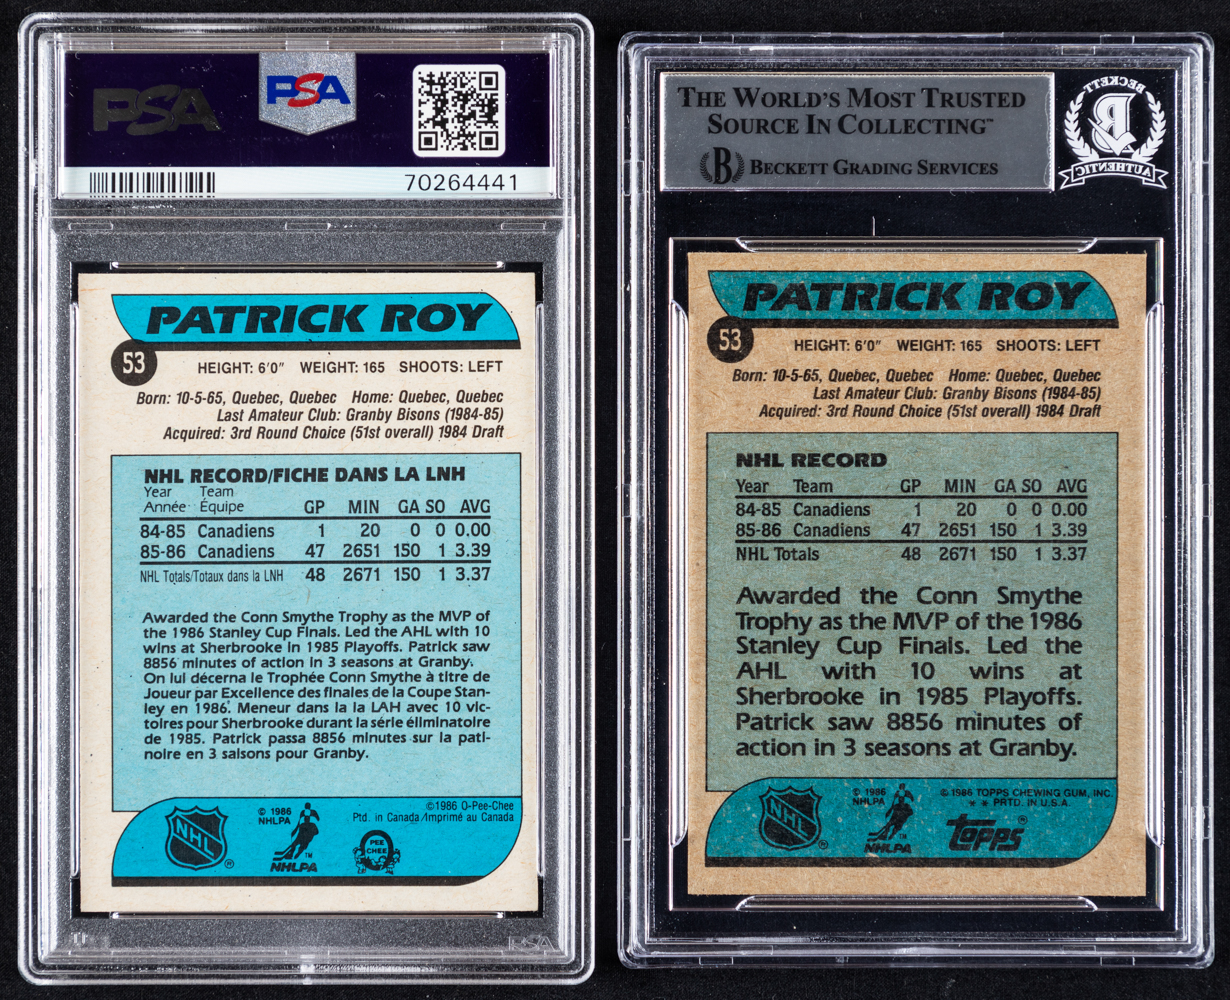 PSA
PSA
70264441
PATRICK ROY
53
HEIGHT: 6'0" WEIGHT: 165 SHOOTS: LEFT
Born: 10-5-65, Quebec, Quebec Home: Quebec, Quebec
Last Amateur Club: Granby Bisons (1984-85)
Acquired: 3rd Round Choice (51st overall) 1984 Draft
NHL RECORD/FICHE DANS LA LNH
Year Team
Année Équipe GP MIN GA SO AVG
84-85 Canadiens 1 20 0 0 0.00
85-86 Canadiens 47 2651 150 1 3.39
NHL Totals/Totaux dans la LNH 48 2671 150 1 3.37
Awarded the Conn Smythe Trophy as the MVP of
the 1986 Stanley Cup Finals. Led the AHL with 10
wins at Sherbrooke in 1985 Playoffs. Patrick saw
8856 minutes of action in 3 seasons at Granby.
On lui décerna le Trophée Conn Smythe à titre de
Joueur par Excellence des finales de la Coupe Stan-
ley en 1986. Meneur dans la la LAH avec 10 vic-
toires pour Sherbrooke durant la série éliminatoire
de 1985. Patrick passa 8856 minutes sur la pati-
noire en 3 saisons pour Granby.
NHL
®
© 1986
NHLPA
TM
NHLPA
©1986 O-Pee-Chee
Ptd. in Canada/Imprimé au Canada
O PEE CHEE
PSA
THE WORLD'S MOST TRUSTED
SOURCE IN COLLECTING™
B BECKETT GRADING SERVICES
BECKETT
B
AUTHENTIC
PATRICK ROY
53
HEIGHT: 6'0" WEIGHT: 165 SHOOTS: LEFT
Born: 10-5-65, Quebec, Quebec Home: Quebec, Quebec
Last Amateur Club: Granby Bisons (1984-85)
Acquired: 3rd Round Choice (51st overall) 1984 Draft
NHL RECORD
Year Team GP MIN GA SO AVG
84-85 Canadiens 1 20 0 0 0.00
85-86 Canadiens 47 2651 150 1 3.39
NHL Totals 48 2671 150 1 3.37
Awarded the Conn Smythe
Trophy as the MVP of the 1986
Stanley Cup Finals. Led the
AHL with 10 wins at
Sherbrooke in 1985 Playoffs.
Patrick saw 8856 minutes of
action in 3 seasons at Granby.
NHL
®
© 1986
NHLPA
TM
NHLPA
© 1986 TOPPS CHEWING GUM, INC.
* * PRTD. IN U.S.A.
TOPPS®